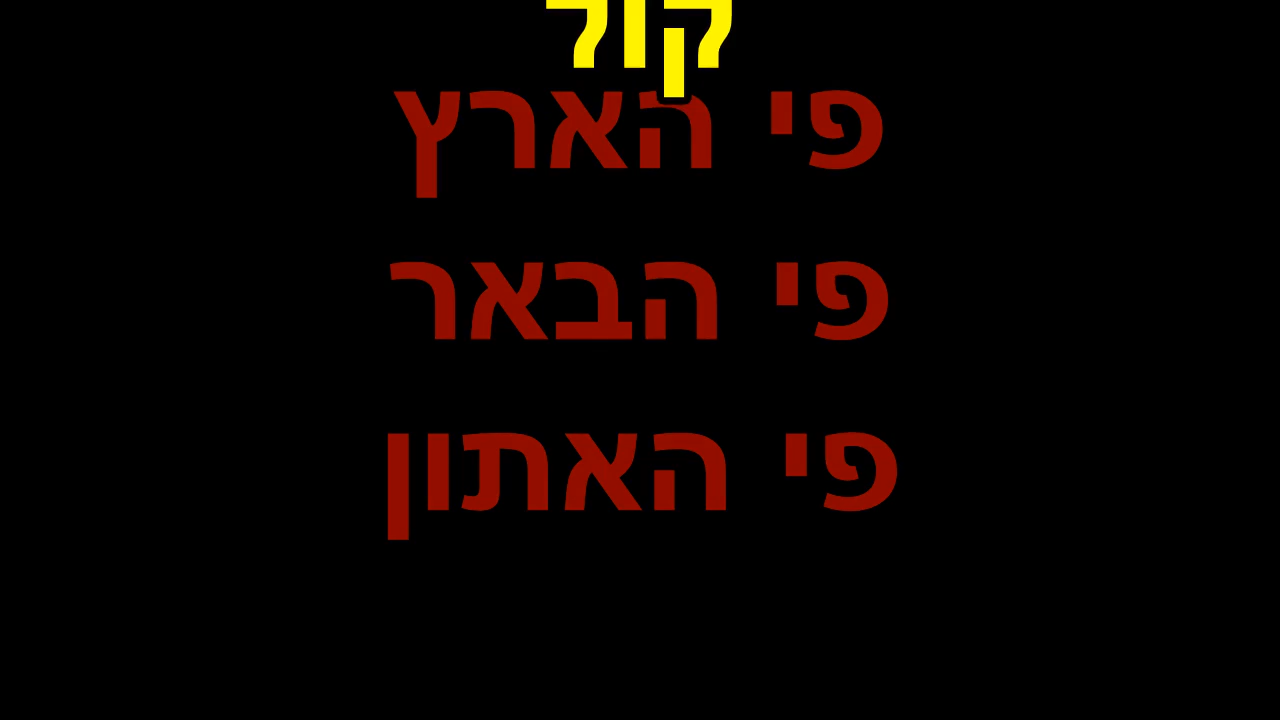 קול
פי הארץ
פי הבאר
פי האתון